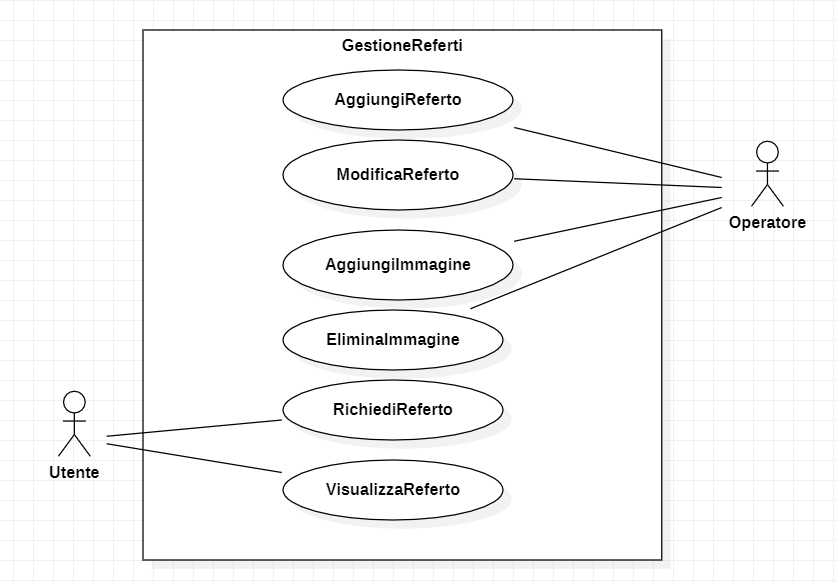 GestioneReferti
AggiungiReferto
ModificaReferto
Operatore
AggiungiImmagine
EliminaImmagine
RichiediReferto
Utente
VisualizzaReferto